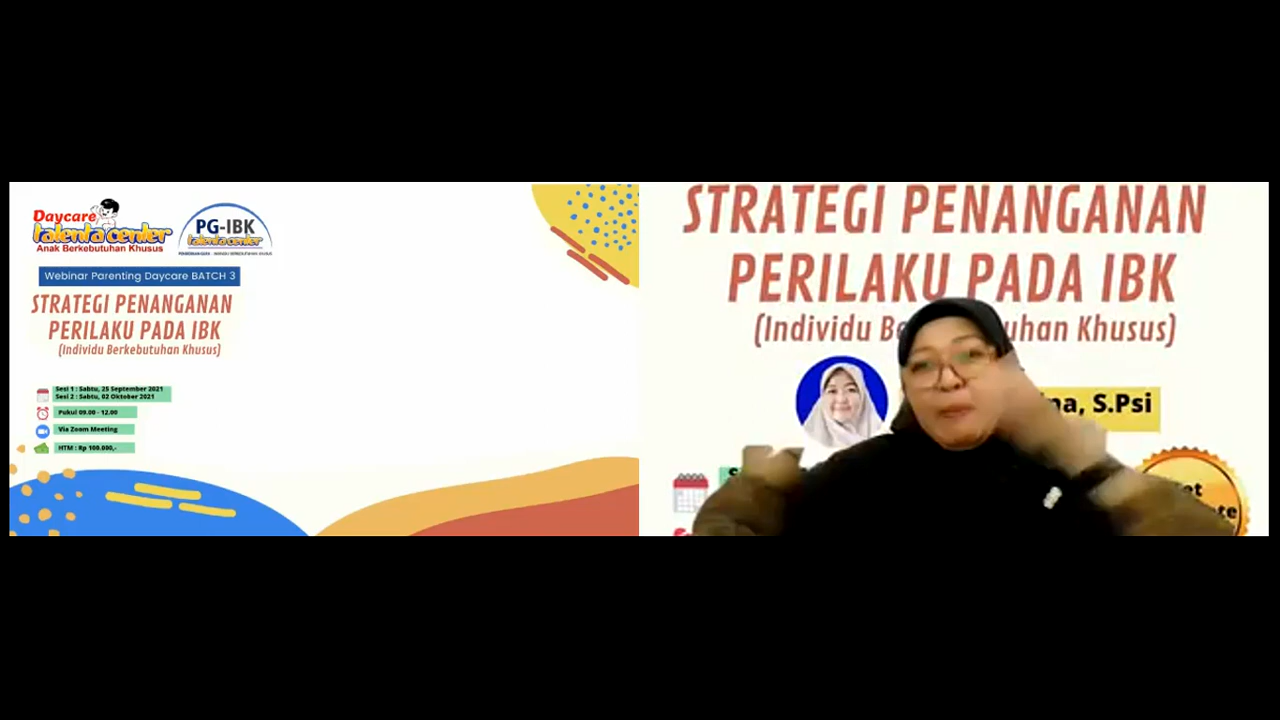 Daycare
talenta center
Anak Berkebutuhan Khusus
PG-IBK
talenta center
Webinar Parenting Daycare BATCH 3
STRATEGI PENANGANAN
PERILAKU PADA IBK
(Individu Berkebutuhan Khusus)
Sesi 1 : Sabtu, 25 September 2021
Sesi 2 : Sabtu, 02 Oktober 2021
Pukul 09.00 - 12.00
Via Zoom Meeting
HTM : Rp 100.000,-
STRATEGI PENANGANAN
PERILAKU PADA IBK
(Individu Be uhan Khusus)
na, S.Psi